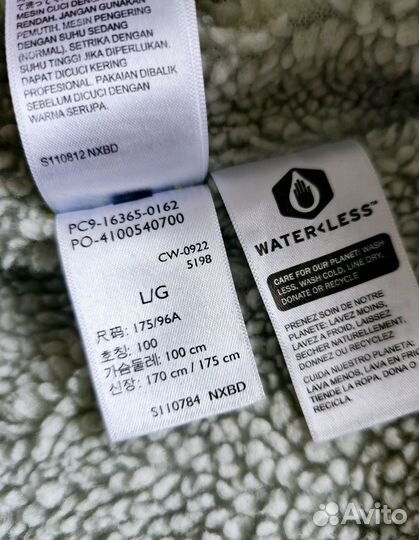 MESIN CUCI DENGAN
RENDAH. JANGAN GUNAKAN
PEMUTIH. MESIN PENGERING
DENGAN SUHU SEDANG
(NORMAL). SETRIKA DENGAN
SUHU TINGGI JIKA DIPERLUKAN.
DAPAT DICUCI KERING
PROFESIONAL. PAKAIAN DIBALIK
SEBELUM DICUCI DENGAN
WARNA SERUPA.
S110812 NXBD
PC9-16365-0162
PO-4100540700
CW-0922
5198
L/G
尺码: 175/96A
호칭: 100
가슴둘레: 100 cm
신장: 170 cm / 175 cm
S110784 NXBD
WATER<LESS™
CARE FOR OUR PLANET: WASH
LESS, WASH COLD, LINE DRY,
DONATE OR RECYCLE
PRENEZ SOIN DE NOTRE
PLANÈTE: LAVEZ MOINS,
LAVEZ A FROID, LAISSEZ
SECHER NATURELLEMENT,
DONNEZ OU RECYCLEZ
CUIDÁ NUESTRO PLANETA:
LAVA MENOS, LAVA EN FRÍO,
TIENDE LA ROPA, DONA O
RECICLA
Avito